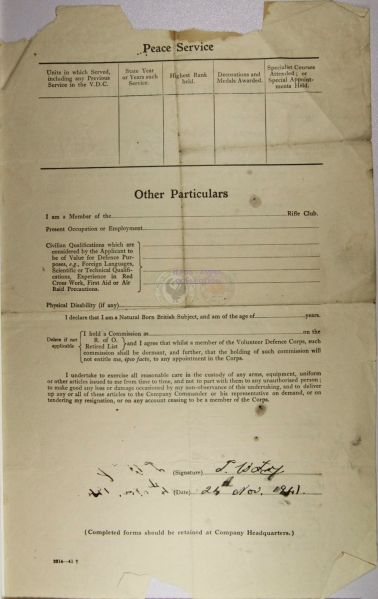 Peace Service
Units in which Served, including any Previous Service in the V.D.C.
State Year or Years such Service.
Highest Rank held.
Decorations and Medals Awarded.
Specialist Courses Attended; or Special Appointments Held.
Other Particulars
I am a Member of the Rifle Club.
Present Occupation or Employment
Civilian Qualifications which are
considered by the Applicant to
be of Value for Defence Pur-
poses, e.g., Foreign Languages,
Scientific or Technical Qualifi-
cations, Experience in Red
Cross Work, First Aid or Air
Raid Precautions.
Physical Disability (if any)
I declare that I am a Natural Born British Subject, and am of the age of years.
Delete if not applicable
I held a Commission as on the
R. of O.
Retired List
and I agree that whilst a member of the Volunteer Defence Corps, such
commission shall be dormant, and further, that the holding of such commission will
not entitle me, ipso facto, to any appointment in the Corps.
I undertake to exercise all reasonable care in the custody of any arms, equipment, uniform
or other articles issued to me from time to time, and not to part with them to any unauthorised person;
to make good any loss or damage occasioned by my non-observance of this undertaking, and to deliver
up any or all of these articles to the Company Commander or his representative on demand, or on
tendering my resignation, or on any account ceasing to be a member of the Corps.
(Signature)
(Date) Nov. 1941.
(Completed forms should be retained at Company Headquarters.)